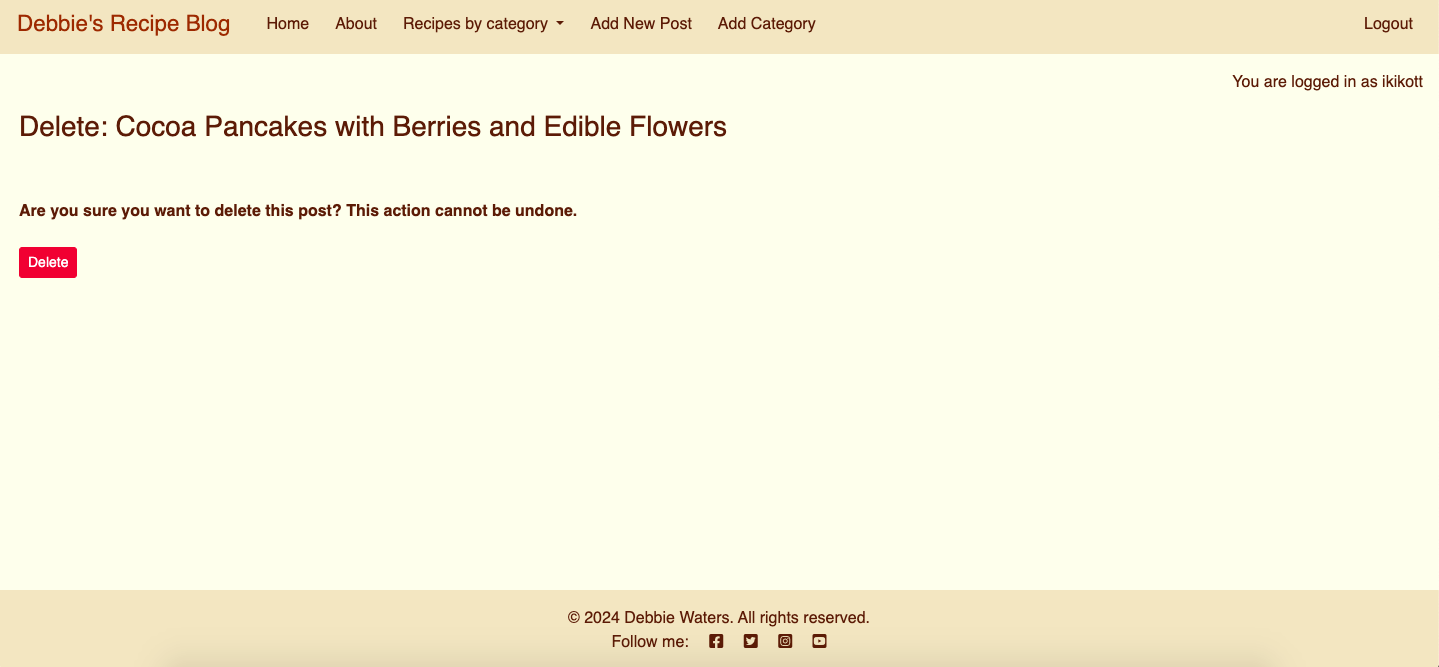 Debbie's Recipe Blog Home About Recipes by category Add New Post Add Category Logout
You are logged in as ikikott
Delete: Cocoa Pancakes with Berries and Edible Flowers
Are you sure you want to delete this post? This action cannot be undone.
Delete
© 2024 Debbie Waters. All rights reserved.
Follow me: